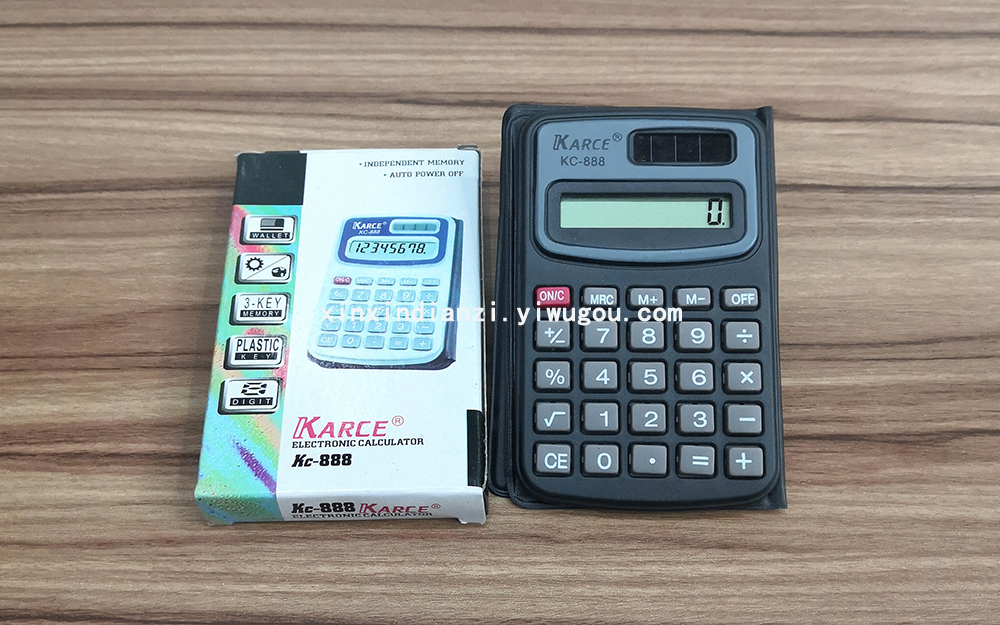 • INDEPENDENT MEMORY
• AUTO POWER OFF
KARCE®
KC-888
12345678.
ON/C
WALLET
3-KEY
MEMORY
PLASTIC
KEY
8
DIGIT
KARCE®
ELECTRONIC CALCULATOR
Kc-888
Kc-888 KARCE®
ELECTRONIC CALCULATOR
xinxindianzi.yiwugou.com
KARCE®
KC-888
0.
ON/C MRC M+ M− OFF
+/− 7 8 9 ÷
% 4 5 6 ×
√ 1 2 3 −
CE 0 · = +